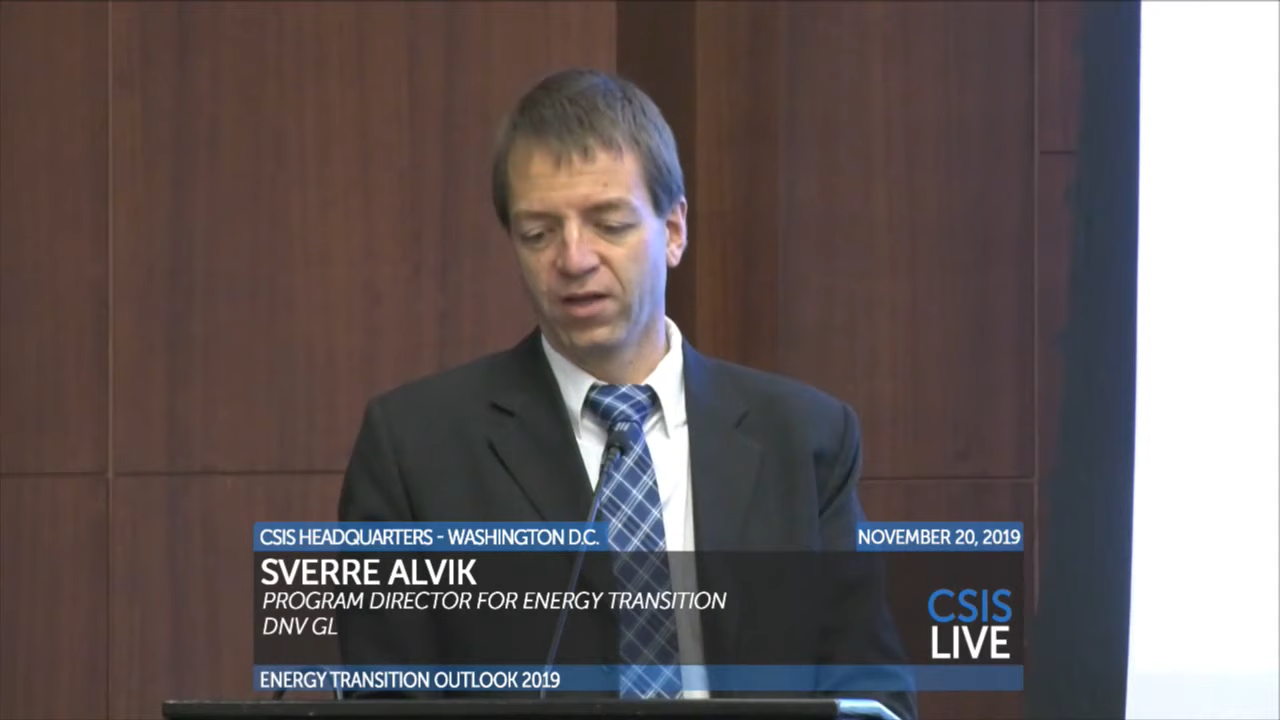 CSIS HEADQUARTERS - WASHINGTON D.C.
NOVEMBER 20, 2019
SVERRE ALVIK
PROGRAM DIRECTOR FOR ENERGY TRANSITION
DNV GL
CSIS
LIVE
ENERGY TRANSITION OUTLOOK 2019